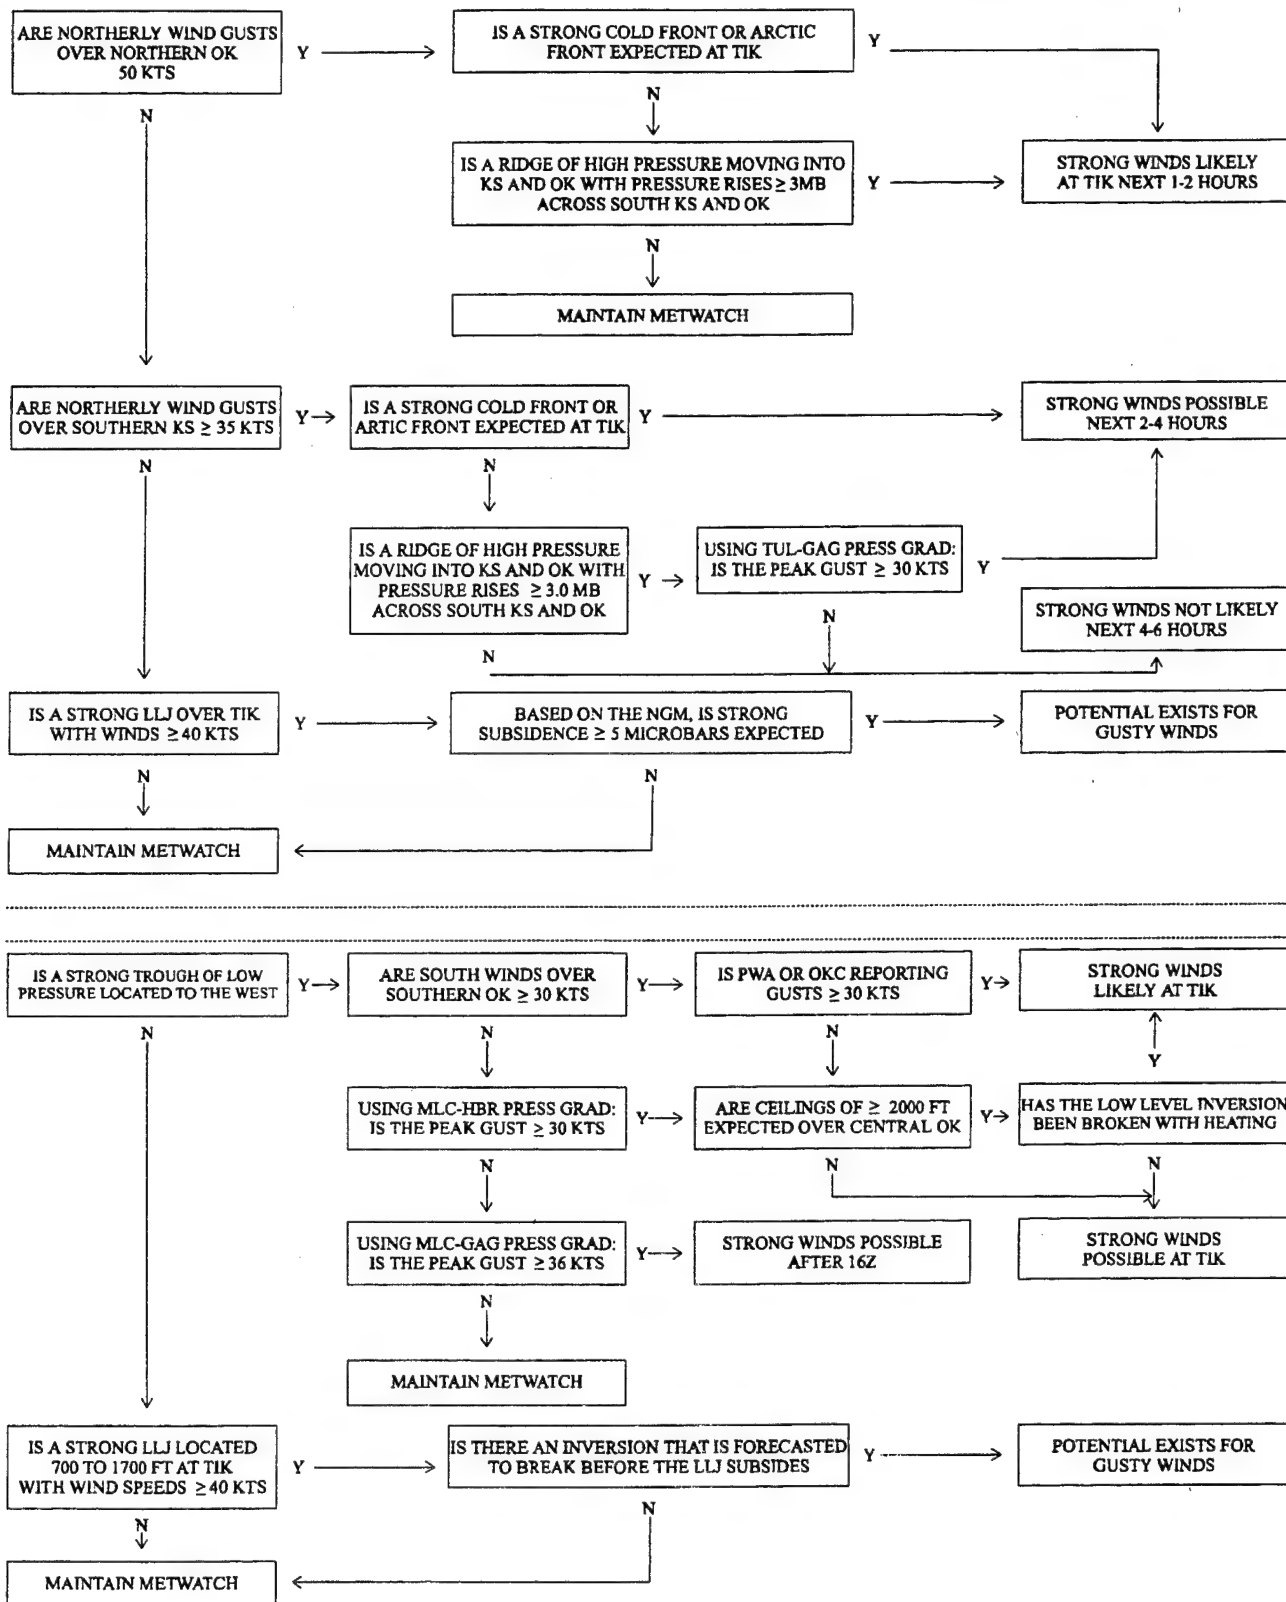 ARE NORTHERLY WIND GUSTS
OVER NORTHERN OK
50 KTS
Y
IS A STRONG COLD FRONT OR ARCTIC
FRONT EXPECTED AT TIK
Y
N
N
IS A RIDGE OF HIGH PRESSURE MOVING INTO
KS AND OK WITH PRESSURE RISES ≥ 3MB
ACROSS SOUTH KS AND OK
Y
STRONG WINDS LIKELY
AT TIK NEXT 1-2 HOURS
N
MAINTAIN METWATCH
ARE NORTHERLY WIND GUSTS
OVER SOUTHERN KS ≥ 35 KTS
Y
IS A STRONG COLD FRONT OR
ARTIC FRONT EXPECTED AT TIK
Y
STRONG WINDS POSSIBLE
NEXT 2-4 HOURS
N
N
IS A RIDGE OF HIGH PRESSURE
MOVING INTO KS AND OK WITH
PRESSURE RISES ≥ 3.0 MB
ACROSS SOUTH KS AND OK
Y
USING TUL-GAG PRESS GRAD:
IS THE PEAK GUST ≥ 30 KTS
Y
N
STRONG WINDS NOT LIKELY
NEXT 4-6 HOURS
N
IS A STRONG LLJ OVER TIK
WITH WINDS ≥ 40 KTS
Y
BASED ON THE NGM, IS STRONG
SUBSIDENCE ≥ 5 MICROBARS EXPECTED
Y
POTENTIAL EXISTS FOR
GUSTY WINDS
N
N
MAINTAIN METWATCH
IS A STRONG TROUGH OF LOW
PRESSURE LOCATED TO THE WEST
Y
ARE SOUTH WINDS OVER
SOUTHERN OK ≥ 30 KTS
Y
IS PWA OR OKC REPORTING
GUSTS ≥ 30 KTS
Y
STRONG WINDS
LIKELY AT TIK
N
N
N
Y
USING MLC-HBR PRESS GRAD:
IS THE PEAK GUST ≥ 30 KTS
Y
ARE CEILINGS OF ≥ 2000 FT
EXPECTED OVER CENTRAL OK
Y
HAS THE LOW LEVEL INVERSION
BEEN BROKEN WITH HEATING
N
N
N
USING MLC-GAG PRESS GRAD:
IS THE PEAK GUST ≥ 36 KTS
Y
STRONG WINDS POSSIBLE
AFTER 16Z
STRONG WINDS
POSSIBLE AT TIK
N
MAINTAIN METWATCH
IS A STRONG LLJ LOCATED
700 TO 1700 FT AT TIK
WITH WIND SPEEDS ≥ 40 KTS
Y
IS THERE AN INVERSION THAT IS FORECASTED
TO BREAK BEFORE THE LLJ SUBSIDES
Y
POTENTIAL EXISTS FOR
GUSTY WINDS
N
N
MAINTAIN METWATCH